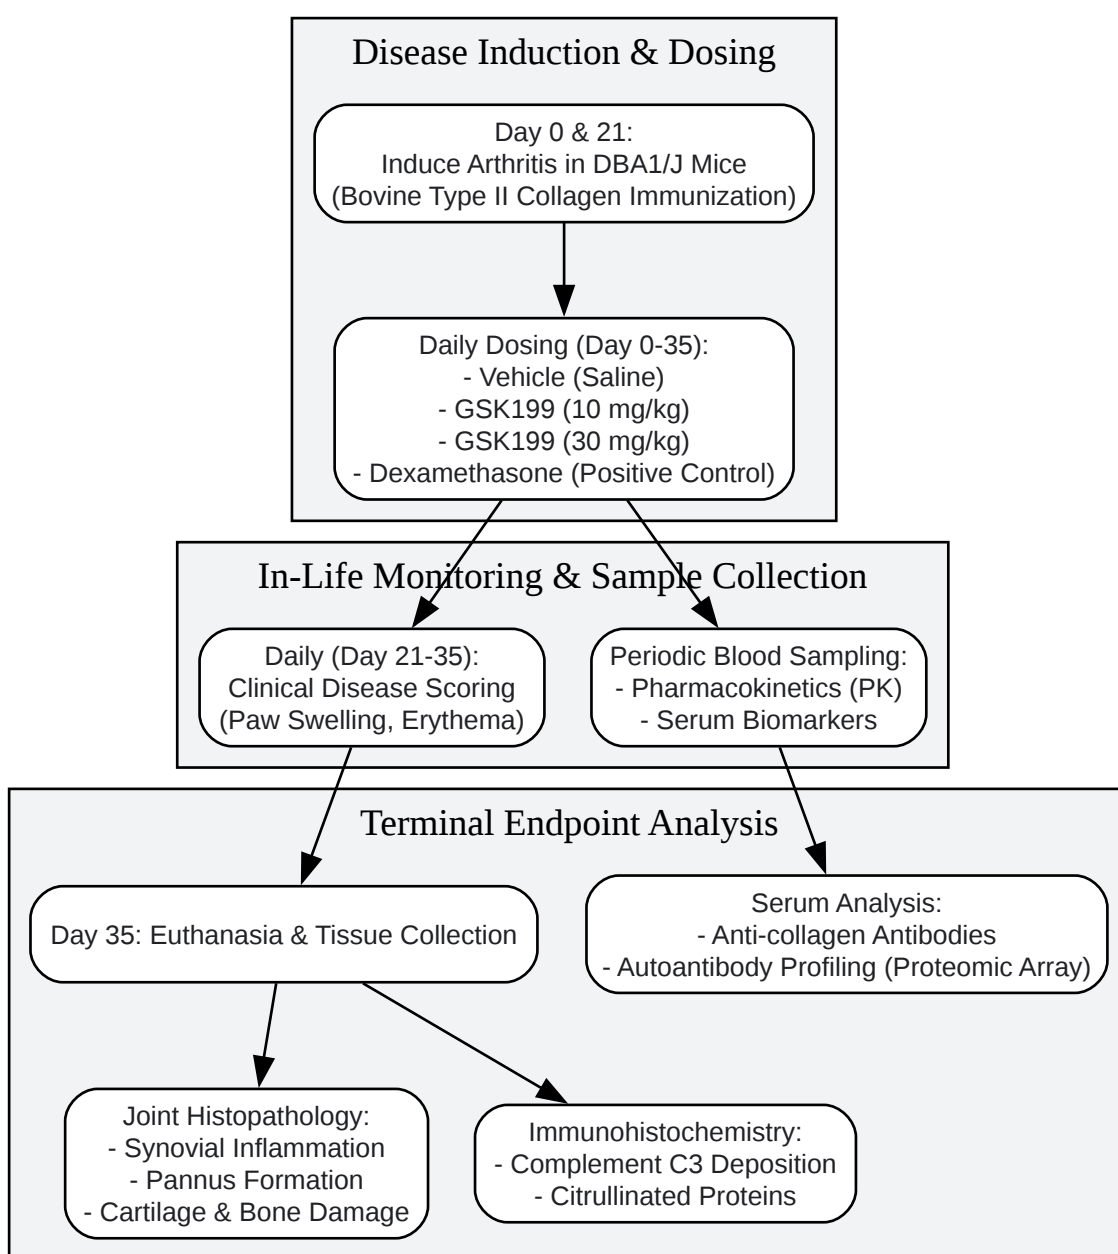 Disease Induction & Dosing
Day 0 & 21:
Induce Arthritis in DBA1/J Mice
(Bovine Type II Collagen Immunization)
Daily Dosing (Day 0-35):
- Vehicle (Saline)
- GSK199 (10 mg/kg)
- GSK199 (30 mg/kg)
- Dexamethasone (Positive Control)
In-Life Monitoring & Sample Collection
Daily (Day 21-35):
Clinical Disease Scoring
(Paw Swelling, Erythema)
Periodic Blood Sampling:
- Pharmacokinetics (PK)
- Serum Biomarkers
Terminal Endpoint Analysis
Day 35: Euthanasia & Tissue Collection
Serum Analysis:
- Anti-collagen Antibodies
- Autoantibody Profiling (Proteomic Array)
Joint Histopathology:
- Synovial Inflammation
- Pannus Formation
- Cartilage & Bone Damage
Immunohistochemistry:
- Complement C3 Deposition
- Citrullinated Proteins